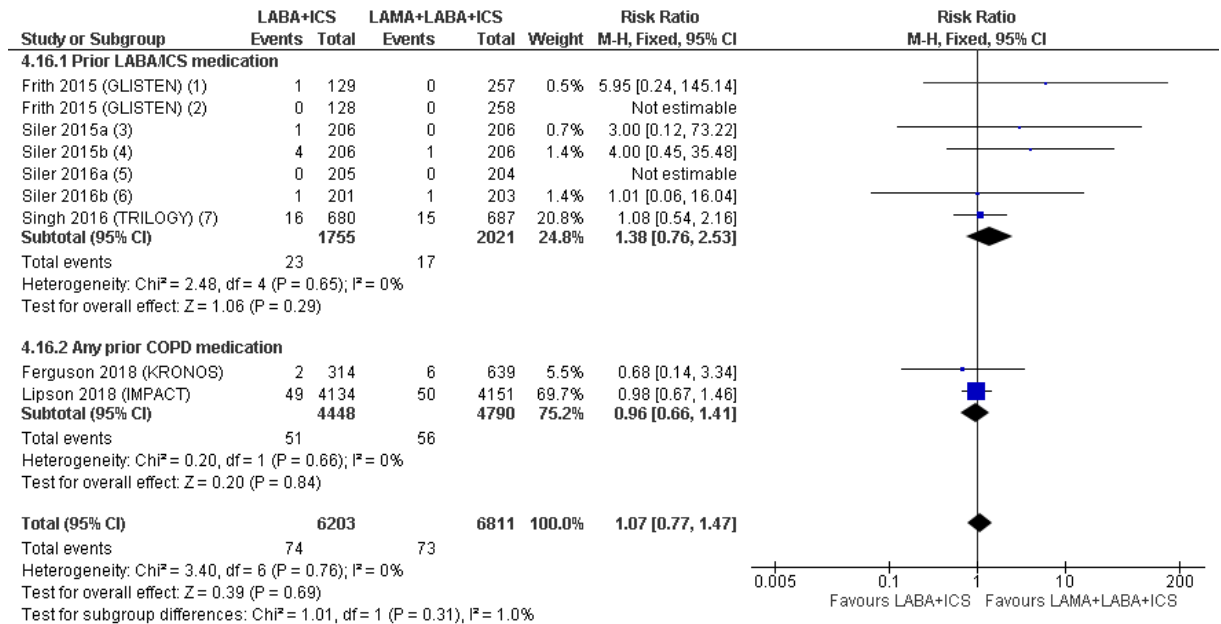 LABA+ICS LAMA+LABA+ICS Risk Ratio Risk Ratio
Study or Subgroup Events Total Events Total Weight M-H, Fixed, 95% CI M-H, Fixed, 95% CI
4.16.1 Prior LABA/ICS medication
Frith 2015 (GLISTEN) (1) 1 129 0 257 0.5% 5.95 [0.24, 145.14]
Frith 2015 (GLISTEN) (2) 0 128 0 258 Not estimable
Siler 2015a (3) 1 206 0 206 0.7% 3.00 [0.12, 73.22]
Siler 2015b (4) 4 206 1 206 1.4% 4.00 [0.45, 35.48]
Siler 2016a (5) 0 205 0 204 Not estimable
Siler 2016b (6) 1 201 1 203 1.4% 1.01 [0.06, 16.04]
Singh 2016 (TRILOGY) (7) 16 680 15 687 20.8% 1.08 [0.54, 2.16]
Subtotal (95% CI) 1755 2021 24.8% 1.38 [0.76, 2.53]
Total events 23 17
Heterogeneity: Chi² = 2.48, df = 4 (P = 0.65); I² = 0%
Test for overall effect: Z = 1.06 (P = 0.29)
4.16.2 Any prior COPD medication
Ferguson 2018 (KRONOS) 2 314 6 639 5.5% 0.68 [0.14, 3.34]
Lipson 2018 (IMPACT) 49 4134 50 4151 69.7% 0.98 [0.67, 1.46]
Subtotal (95% CI) 4448 4790 75.2% 0.96 [0.66, 1.41]
Total events 51 56
Heterogeneity: Chi² = 0.20, df = 1 (P = 0.66); I² = 0%
Test for overall effect: Z = 0.20 (P = 0.84)
Total (95% CI) 6203 6811 100.0% 1.07 [0.77, 1.47]
Total events 74 73
Heterogeneity: Chi² = 3.40, df = 6 (P = 0.76); I² = 0%
Test for overall effect: Z = 0.39 (P = 0.69)
Test for subgroup differences: Chi² = 1.01, df = 1 (P = 0.31), I² = 1.0%
0.005 0.1 1 10 200
Favours LABA+ICS Favours LAMA+LABA+ICS